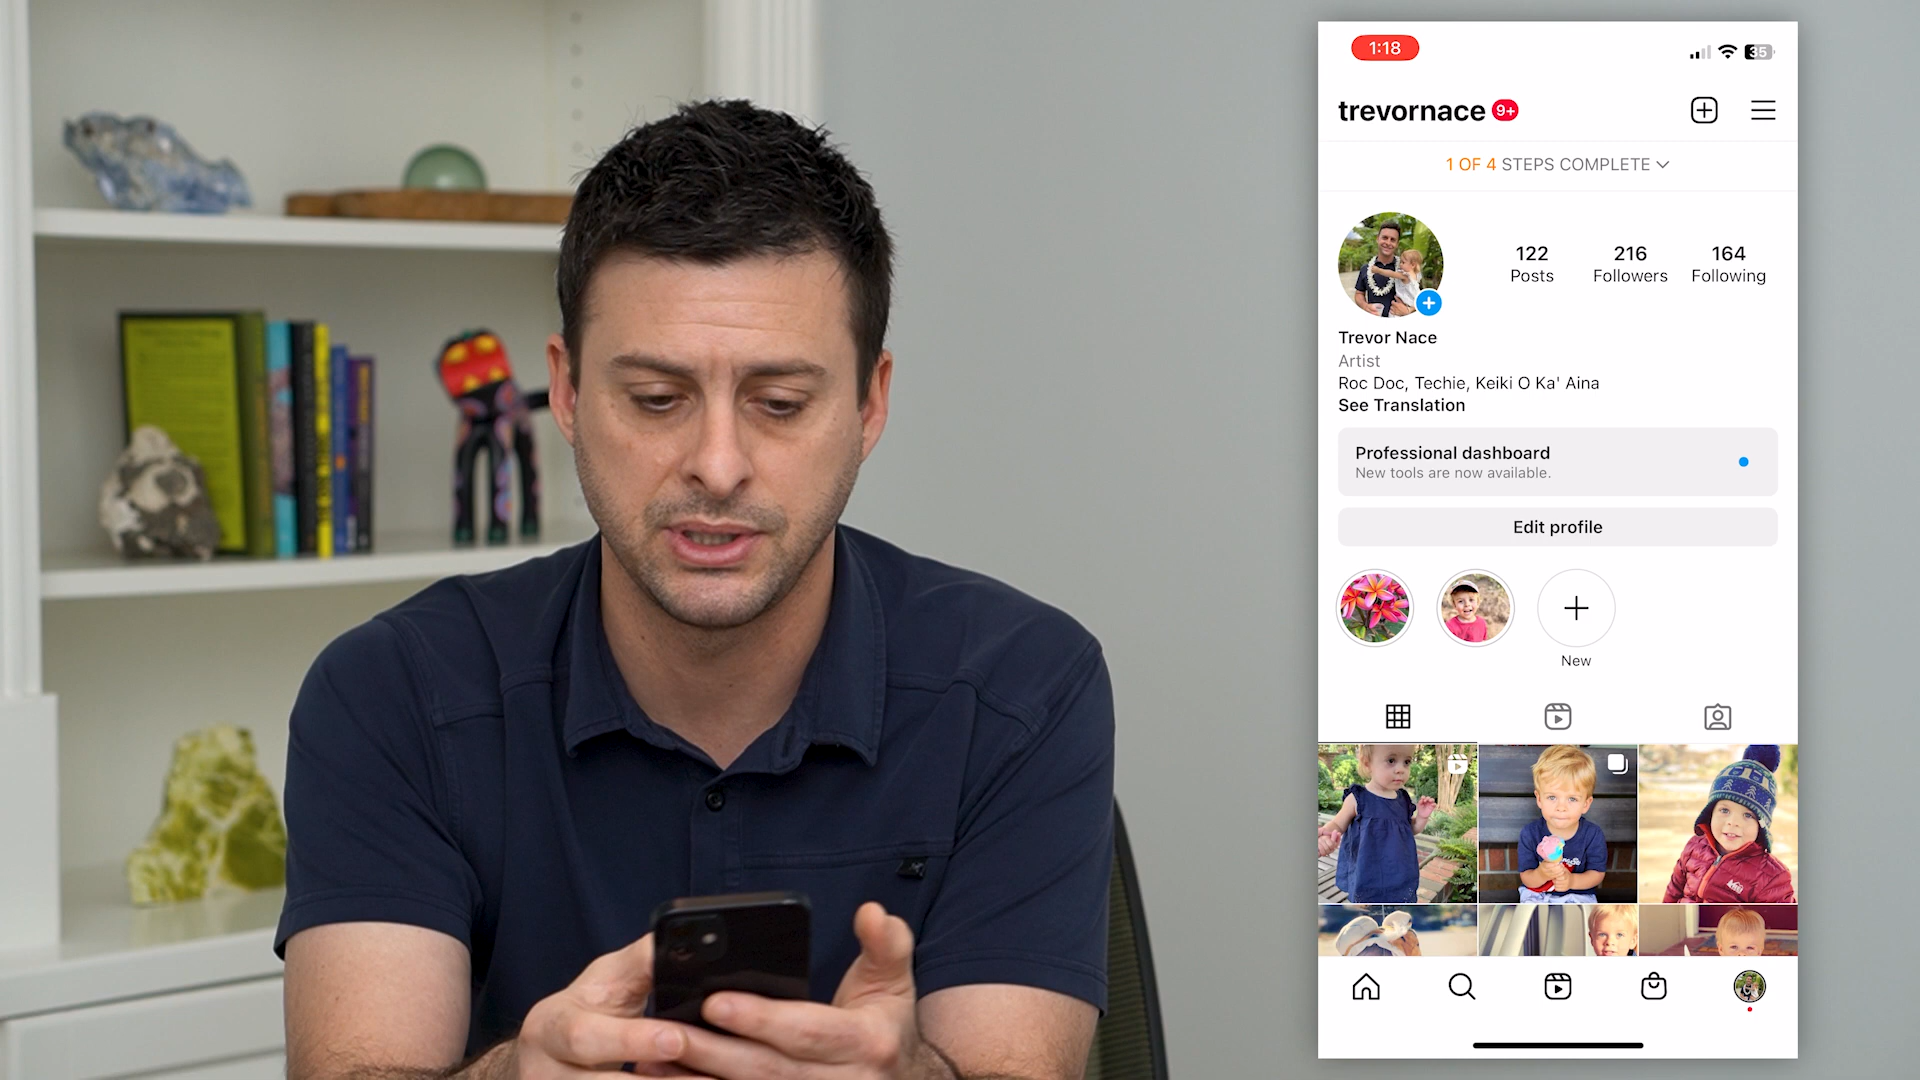 1:18
35
trevornace 9+
1 OF 4 STEPS COMPLETE
122
Posts
216
Followers
164
Following
Trevor Nace
Artist
Roc Doc, Techie, Keiki O Ka' Aina
See Translation
Professional dashboard
New tools are now available.
Edit profile
New